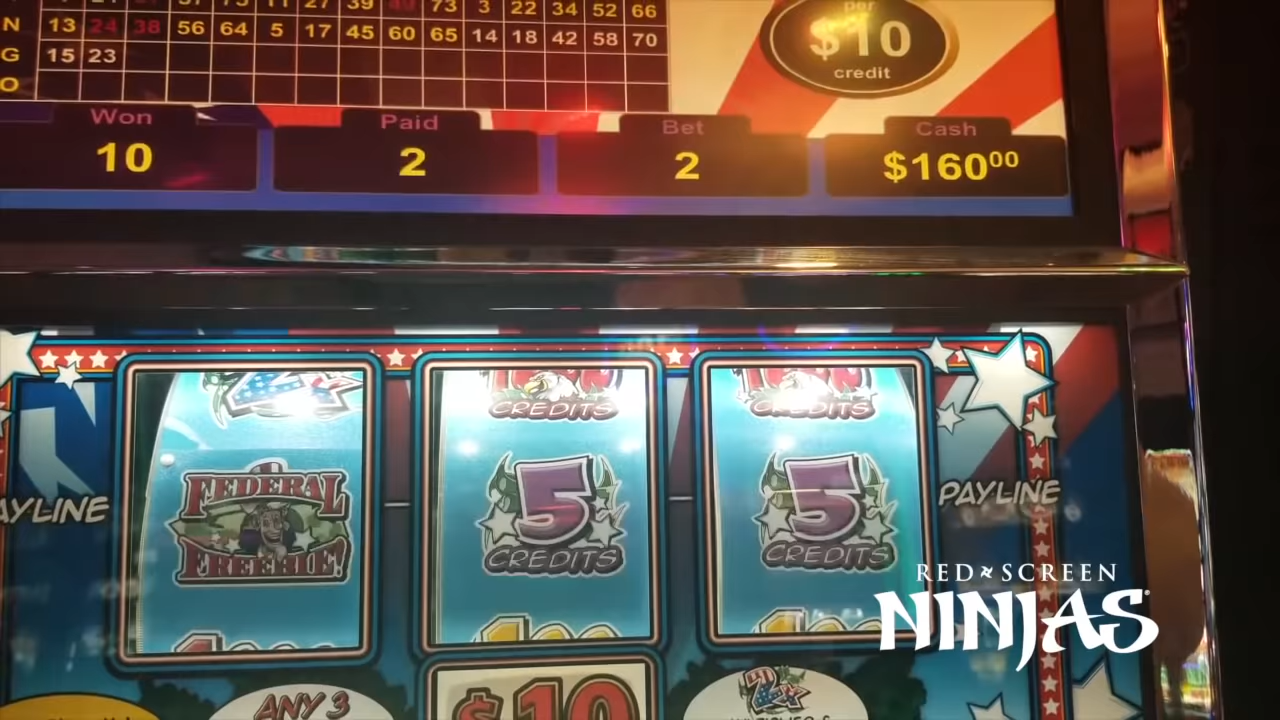 39 73 3 22 34 52 66
N 13 24 38 56 64 5 17 45 60 65 14 18 42 58 70
G 15 23
O
per
$10
credit
Won
10
Paid
2
Bet
2
Cash
$160⁰⁰
CREDITS
CREDITS
FEDERAL
FREEBIE!
5
CREDITS
5
CREDITS
PAYLINE
RED SCREEN
NINJAS
ANY 3
$10